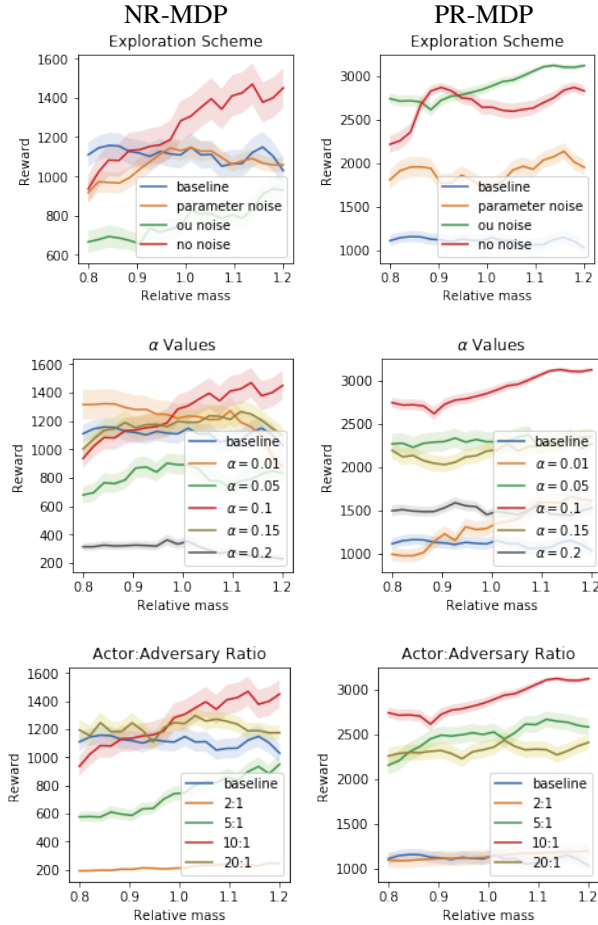 NR-MDP
PR-MDP
Exploration Scheme
1400
1200
1000
800
600
Reward
baseline
parameter noise
ou noise
no noise
0.8 0.9 1.0 1.1 1.2
Relative mass
Exploration Scheme
3000
2500
2000
1500
1000
Reward
baseline
parameter noise
ou noise
no noise
0.8 0.9 1.0 1.1 1.2
Relative mass
α Values
1600
1400
1200
1000
800
600
400
200
Reward
baseline
α = 0.01
α = 0.05
α = 0.1
α = 0.15
α = 0.2
0.8 0.9 1.0 1.1 1.2
Relative mass
α Values
3000
2500
2000
1500
1000
Reward
baseline
α = 0.01
α = 0.05
α = 0.1
α = 0.15
α = 0.2
0.8 0.9 1.0 1.1 1.2
Relative mass
Actor:Adversary Ratio
1600
1400
1200
1000
800
600
400
200
Reward
baseline
2:1
5:1
10:1
20:1
0.8 0.9 1.0 1.1 1.2
Relative mass
Actor:Adversary Ratio
3000
2500
2000
1500
1000
Reward
baseline
2:1
5:1
10:1
20:1
0.8 0.9 1.0 1.1 1.2
Relative mass